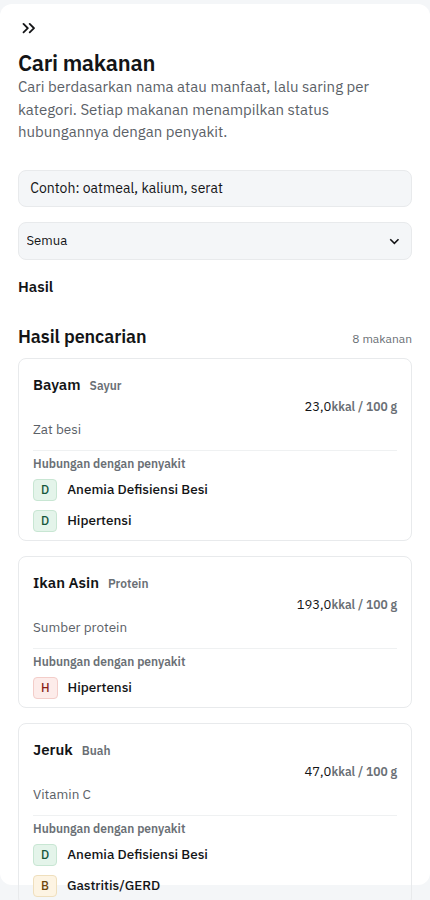 Cari makanan
Cari berdasarkan nama atau manfaat, lalu saring per
kategori. Setiap makanan menampilkan status
hubungannya dengan penyakit.
Contoh: oatmeal, kalium, serat
Semua
Hasil
Hasil pencarian 8 makanan
Bayam Sayur
23,0kkal / 100 g
Zat besi
Hubungan dengan penyakit
D Anemia Defisiensi Besi
D Hipertensi
Ikan Asin Protein
193,0kkal / 100 g
Sumber protein
Hubungan dengan penyakit
H Hipertensi
Jeruk Buah
47,0kkal / 100 g
Vitamin C
Hubungan dengan penyakit
D Anemia Defisiensi Besi
B Gastritis/GERD